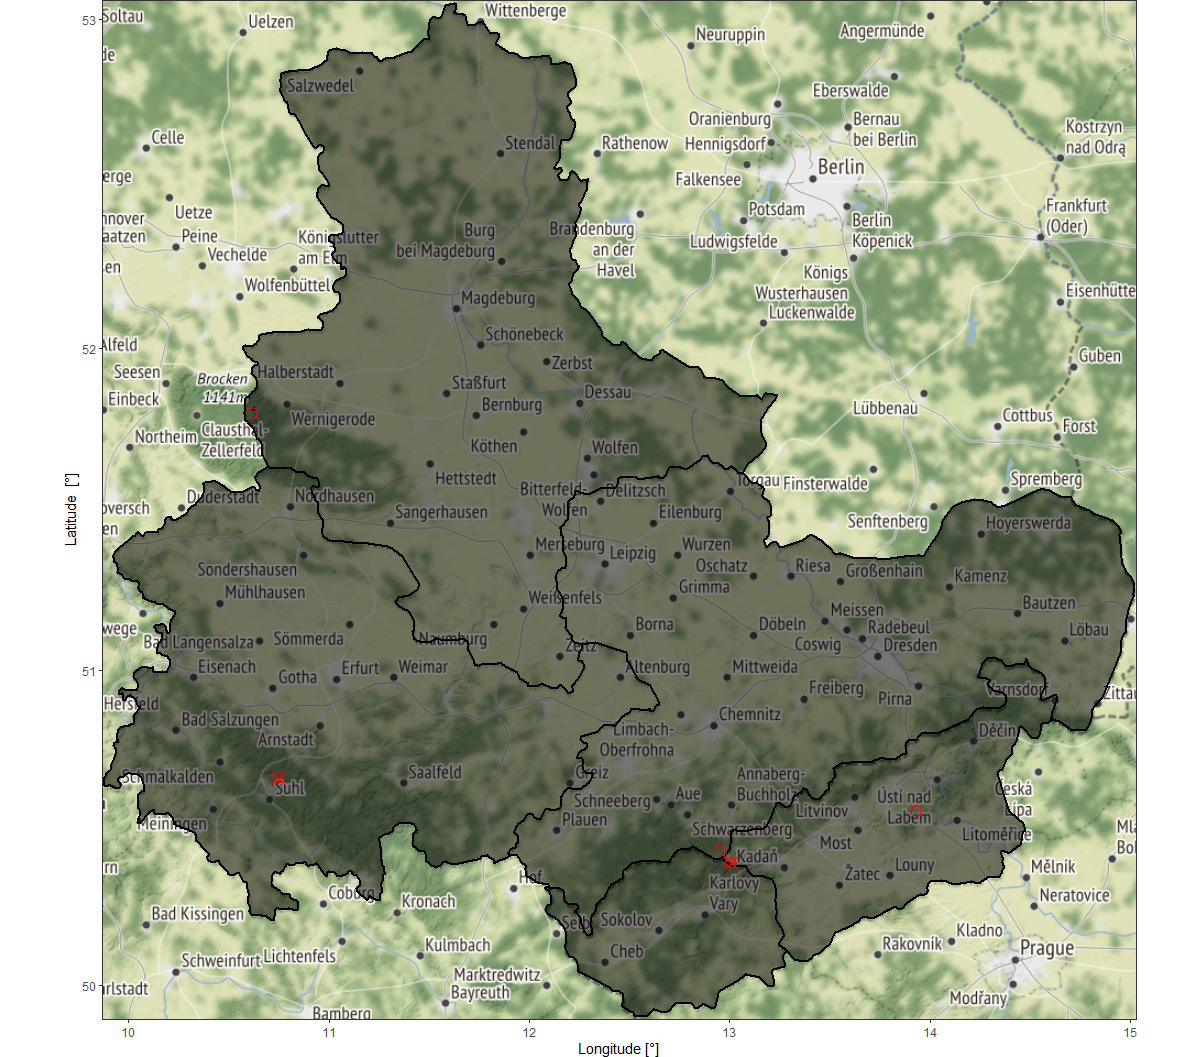 53
52
51
50
10
11
12
13
14
15
Latitude [°]
Longitude [°]
Soltau
Uelzen
Wittenberge
Neuruppin
Angermünde
Eberswalde
Salzwedel
Oranienburg
Bernau
bei Berlin
Kostrzyn
nad Odrą
Celle
Stendal
Rathenow
Hennigsdorf
Falkensee
Berlin
erge
Uetze
Potsdam
Frankfurt
(Oder)
nnover
aatzen
Peine
Vechelde
Königslutter
am Elm
Burg
bei Magdeburg
Brandenburg
an der
Havel
Ludwigsfelde
Berlin
Köpenick
Königs
Wusterhausen
Wolfenbüttel
Magdeburg
Luckenwalde
Eisenhütte
Alfeld
Schönebeck
Guben
Seesen
Brocken
1141m
Halberstadt
Zerbst
Einbeck
Staßfurt
Dessau
Lübbenau
Wernigerode
Bernburg
Cottbus
Forst
Northeim
Clausthal-
Zellerfeld
Köthen
Wolfen
Hettstedt
Torgau
Finsterwalde
Spremberg
Duderstadt
Nordhausen
Bitterfeld-
Wolfen
Delitzsch
oversch
en
Sangerhausen
Eilenburg
Senftenberg
Hoyerswerda
Merseburg
Leipzig
Wurzen
Oschatz
Riesa
Großenhain
Kamenz
Sondershausen
Mühlhausen
Weißenfels
Grimma
Meissen
Bautzen
wege
Bad Langensalza
Sömmerda
Naumburg
Zeitz
Borna
Döbeln
Coswig
Radebeul
Dresden
Löbau
Eisenach
Gotha
Erfurt
Weimar
Altenburg
Mittweida
Freiberg
Pirna
Varnsdorf
Zittau
Hersfeld
Bad Salzungen
Arnstadt
Chemnitz
Limbach-
Oberfrohna
Děčín
Schmalkalden
Suhl
Saalfeld
Greiz
Schneeberg
Aue
Annaberg-
Buchholz
Litvínov
Ústí nad
Labem
Česká
Lípa
Meiningen
Plauen
Schwarzenberg
Most
Litoměřice
Kadaň
Žatec
Louny
Mělník
Neratovice
Coburg
Hof
Karlovy
Vary
Bad Kissingen
Kronach
Selb
Sokolov
Cheb
Rakovník
Kladno
Prague
Schweinfurt
Lichtenfels
Kulmbach
Marktredwitz
Bayreuth
Bamberg
Modřany